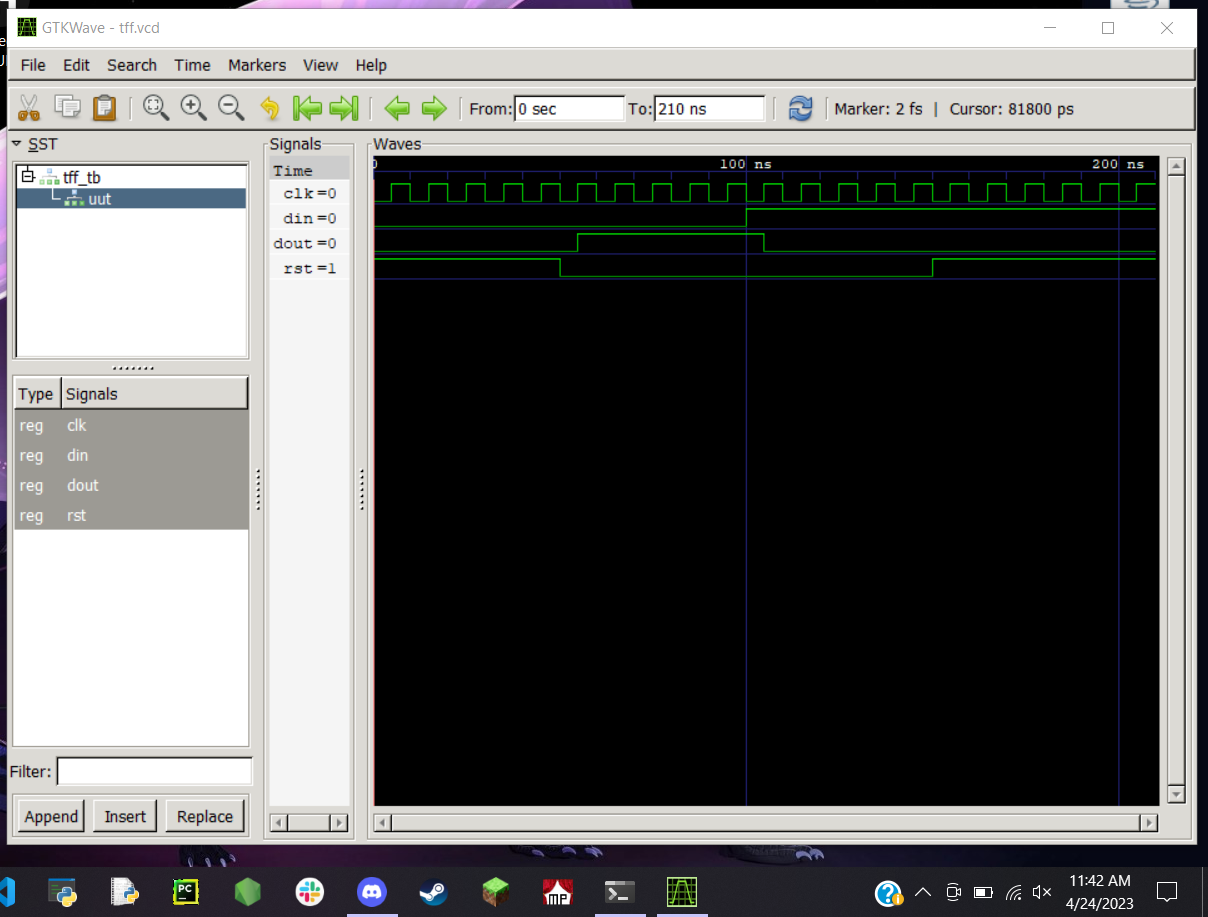 GTKWave - tff.vcd
File Edit Search Time Markers View Help
From: 0 sec To: 210 ns Marker: 2 fs | Cursor: 81800 ps
SST
tff_tb
uut
Type Signals
reg clk
reg din
reg dout
reg rst
Filter:
Append Insert Replace
Signals
Time
clk =0
din =0
dout =0
rst =1
Waves
0 100 ns 200 ns
PC
MP
11:42 AM
4/24/2023